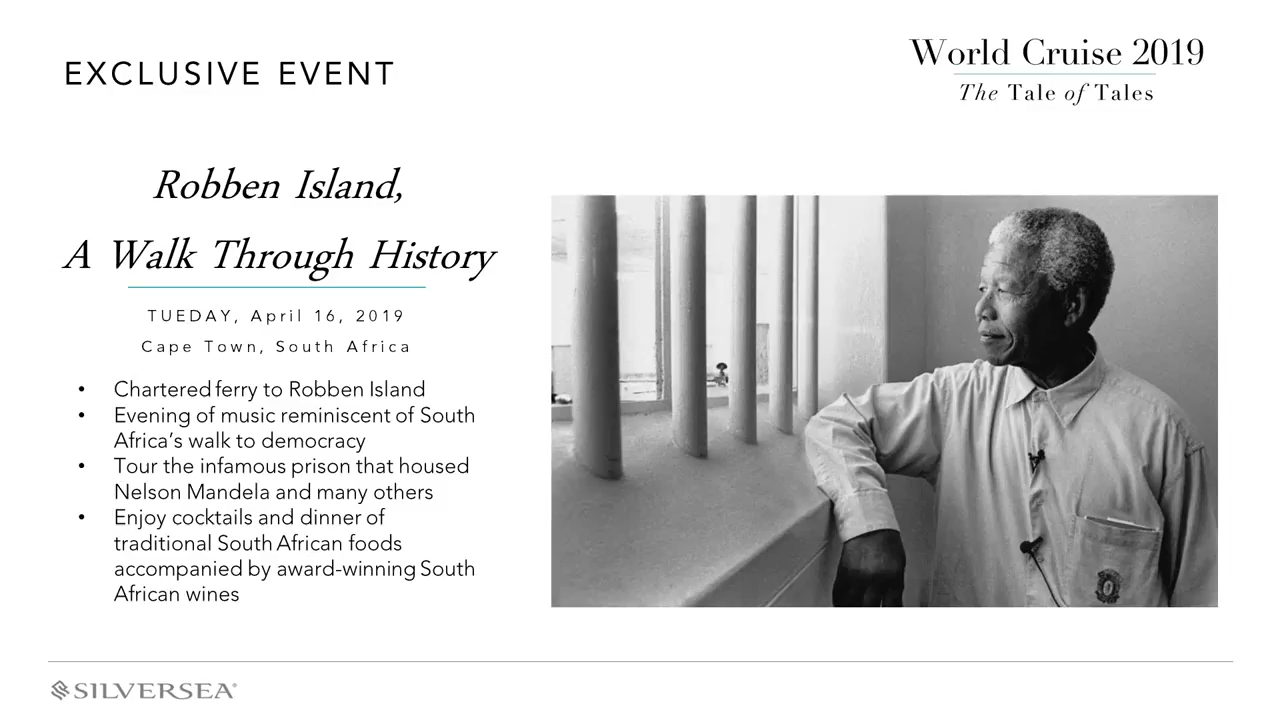 EXCLUSIVE EVENT
World Cruise 2019
The Tale of Tales
Robben Island,
A Walk Through History
TUEDAY, April 16, 2019
Cape Town, South Africa
• Chartered ferry to Robben Island
• Evening of music reminiscent of South
Africa's walk to democracy
• Tour the infamous prison that housed
Nelson Mandela and many others
• Enjoy cocktails and dinner of
traditional South African foods
accompanied by award-winning South
African wines
SILVERSEA®